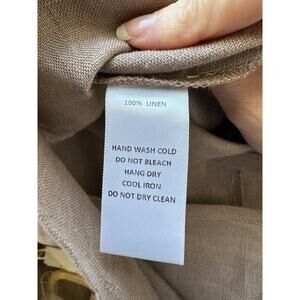 100% LINEN
HAND WASH COLD
DO NOT BLEACH
HANG DRY
COOL IRON
DO NOT DRY CLEAN